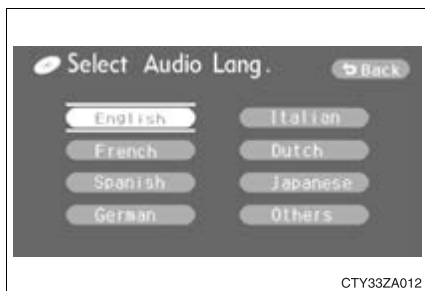 Select Audio Lang.
Back
English
Italian
French
Dutch
Spanish
Japanese
German
Others
CTY33ZA012